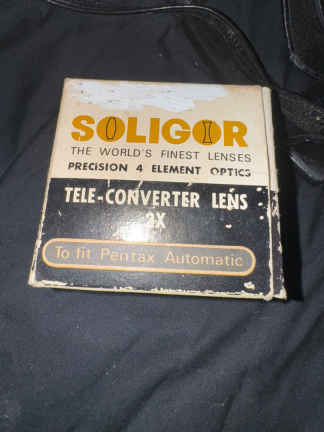 SOLIGOR
THE WORLD'S FINEST LENSES
PRECISION 4 ELEMENT OPTICS
TELE-CONVERTER LENS
2X
To fit Pentax Automatic